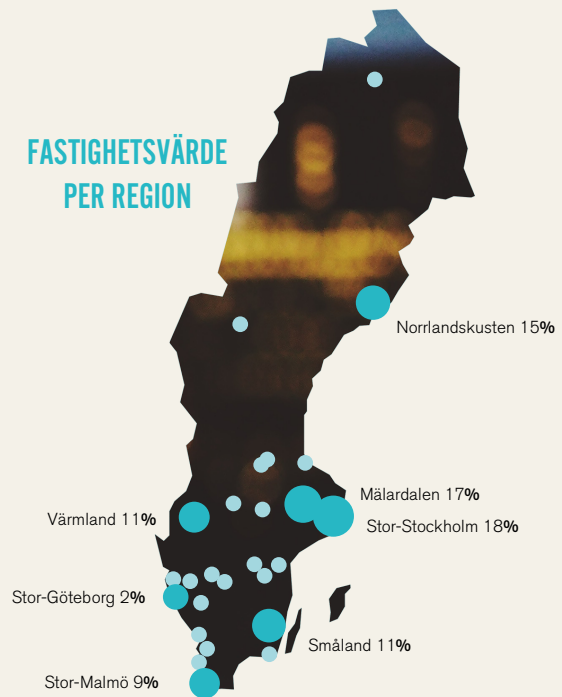 FASTIGHETSVÄRDE
PER REGION
Norrlandskusten 15%
Mälardalen 17%
Värmland 11%
Stor-Stockholm 18%
Stor-Göteborg 2%
Småland 11%
Stor-Malmö 9%